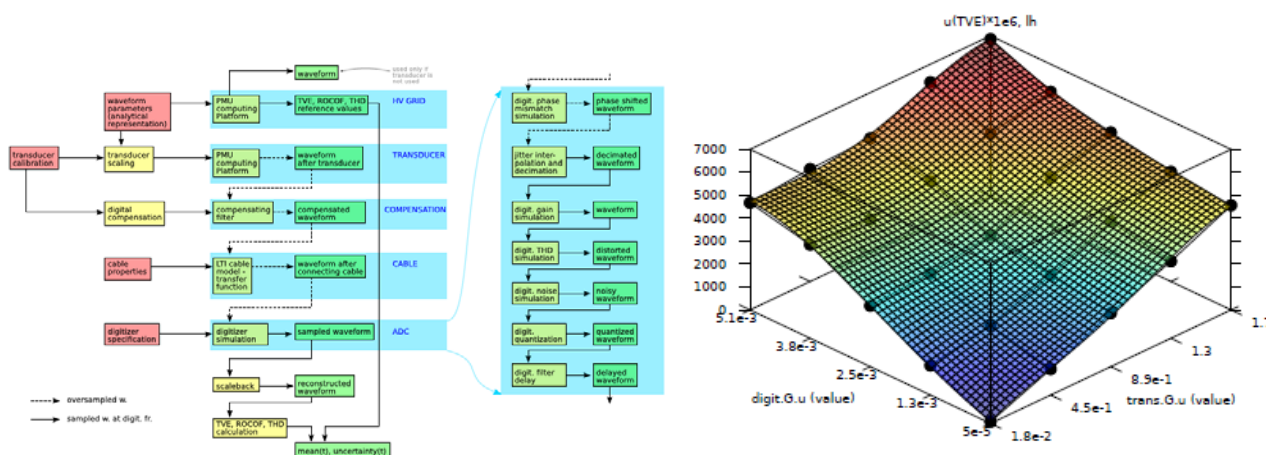 waveform
used only if
transducer is
not used
waveform
parameters
(analytical
representation)
PMU
computing
Platform
TVE, ROCOF, THD
reference values
HV GRID
transducer
calibration
transducer
scaling
PMU
computing
Platform
waveform
after transducer
TRANSDUCER
digital
compensation
compensating
filter
compensated
waveform
COMPENSATION
cable
properties
LTI cable
model -
transfer
function
waveform after
connecting cable
CABLE
digitizer
specification
digitizer
simulation
sampled waveform
ADC
scaleback
reconstructed
waveform
TVE, ROCOF, THD
calculation
mean(t), uncertainty(t)
oversampled w.
sampled w. at digit. fr.
digit. phase
mismatch
simulation
phase shifted
waveform
jitter inter-
polation and
decimation
decimated
waveform
digit. gain
simulation
waveform
digit. THD
simulation
distorted
waveform
digit. noise
simulation
noisy
waveform
digit.
quantization
quantized
waveform
digit. filter
delay
delayed
waveform
u(TVE)*1e6, lh
7000
6000
5000
4000
3000
2000
1000
0
5.1e-3
3.8e-3
2.5e-3
1.3e-3
5e-5
digit.G.u (value)
1.8e-2
4.5e-1
8.9e-1
1.3
trans.G.u (value)